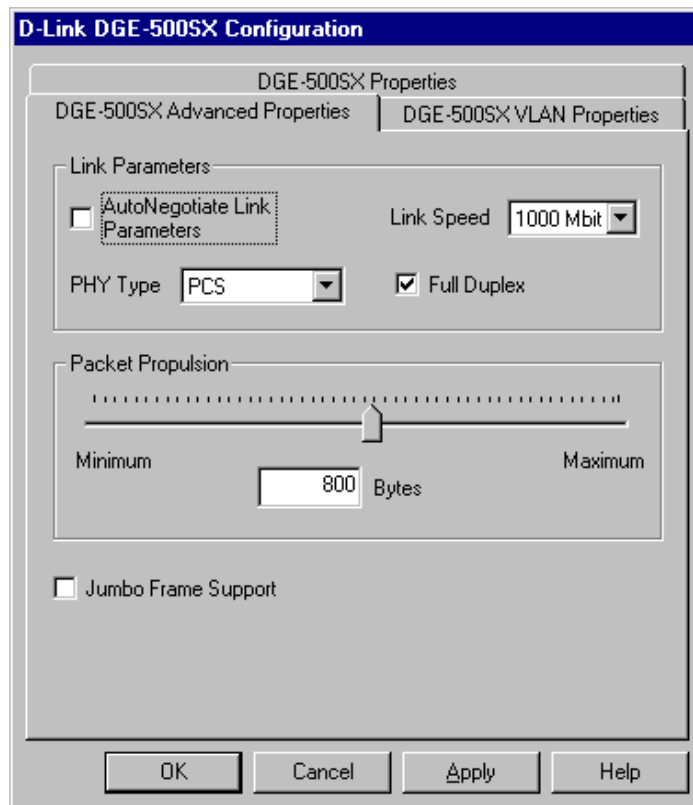 D-Link DGE-500SX Configuration
DGE-500SX Properties
DGE-500SX Advanced Properties
DGE-500SX VLAN Properties
Link Parameters
AutoNegotiate Link
Parameters
Link Speed
1000 Mbit
PHY Type
PCS
Full Duplex
Packet Propulsion
Minimum
Maximum
800
Bytes
Jumbo Frame Support
OK
Cancel
Apply
Help